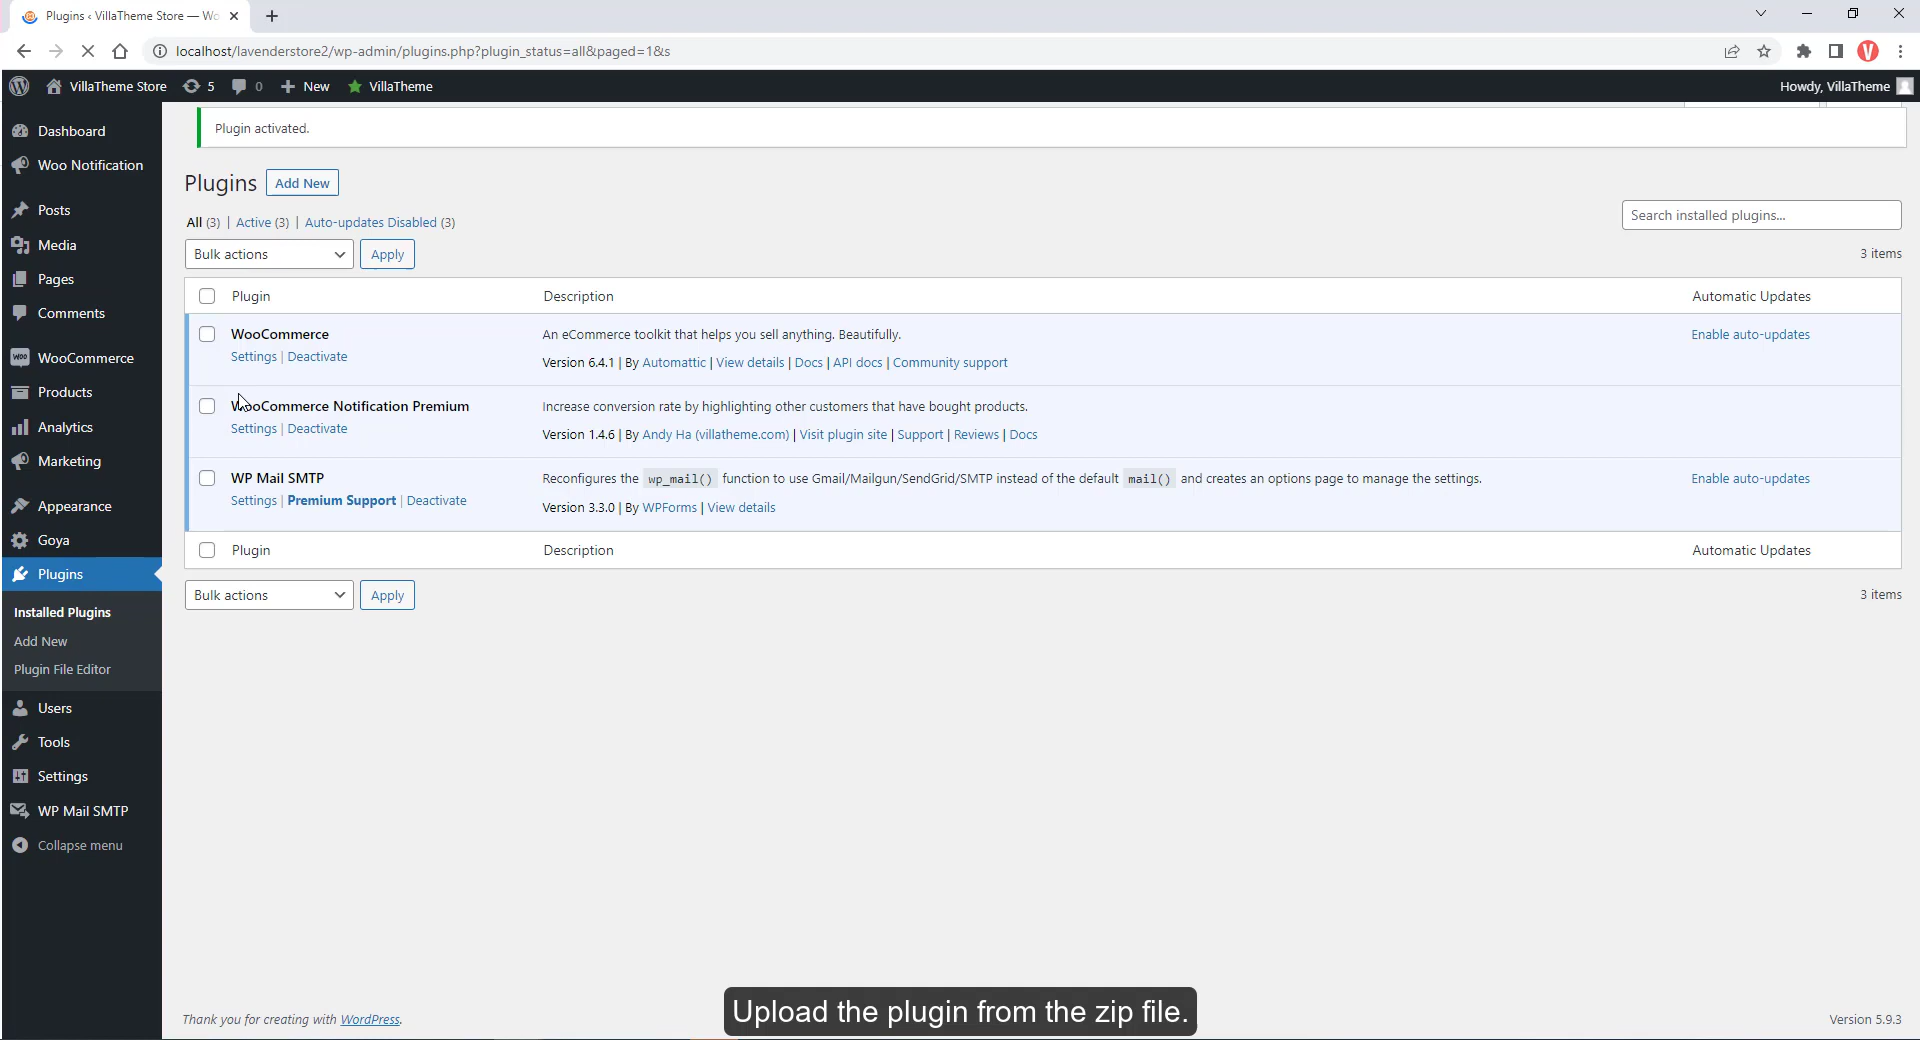 Plugins ‹ VillaTheme Store — Wo
localhost/lavenderstore2/wp-admin/plugins.php?plugin_status=all&paged=1&s
V
VillaTheme Store 5 0 New VillaTheme
Howdy, VillaTheme
Dashboard
Woo Notification
Posts
Media
Pages
Comments
WooCommerce
Products
Analytics
Marketing
Appearance
Goya
Plugins
Installed Plugins
Add New
Plugin File Editor
Users
Tools
Settings
WP Mail SMTP
Collapse menu
Plugin activated.
Plugins Add New
All (3) | Active (3) | Auto-updates Disabled (3)
Search installed plugins...
Bulk actions Apply
3 items
Plugin Description Automatic Updates
WooCommerce An eCommerce toolkit that helps you sell anything. Beautifully. Enable auto-updates
Settings | Deactivate Version 6.4.1 | By Automattic | View details | Docs | API docs | Community support
WooCommerce Notification Premium Increase conversion rate by highlighting other customers that have bought products.
Settings | Deactivate Version 1.4.6 | By Andy Ha (villatheme.com) | Visit plugin site | Support | Reviews | Docs
WP Mail SMTP Reconfigures the wp_mail() function to use Gmail/Mailgun/SendGrid/SMTP instead of the default mail() and creates an options page to manage the settings. Enable auto-updates
Settings | Premium Support | Deactivate Version 3.3.0 | By WPForms | View details
Plugin Description Automatic Updates
Bulk actions Apply
3 items
Upload the plugin from the zip file.
Thank you for creating with WordPress.
Version 5.9.3